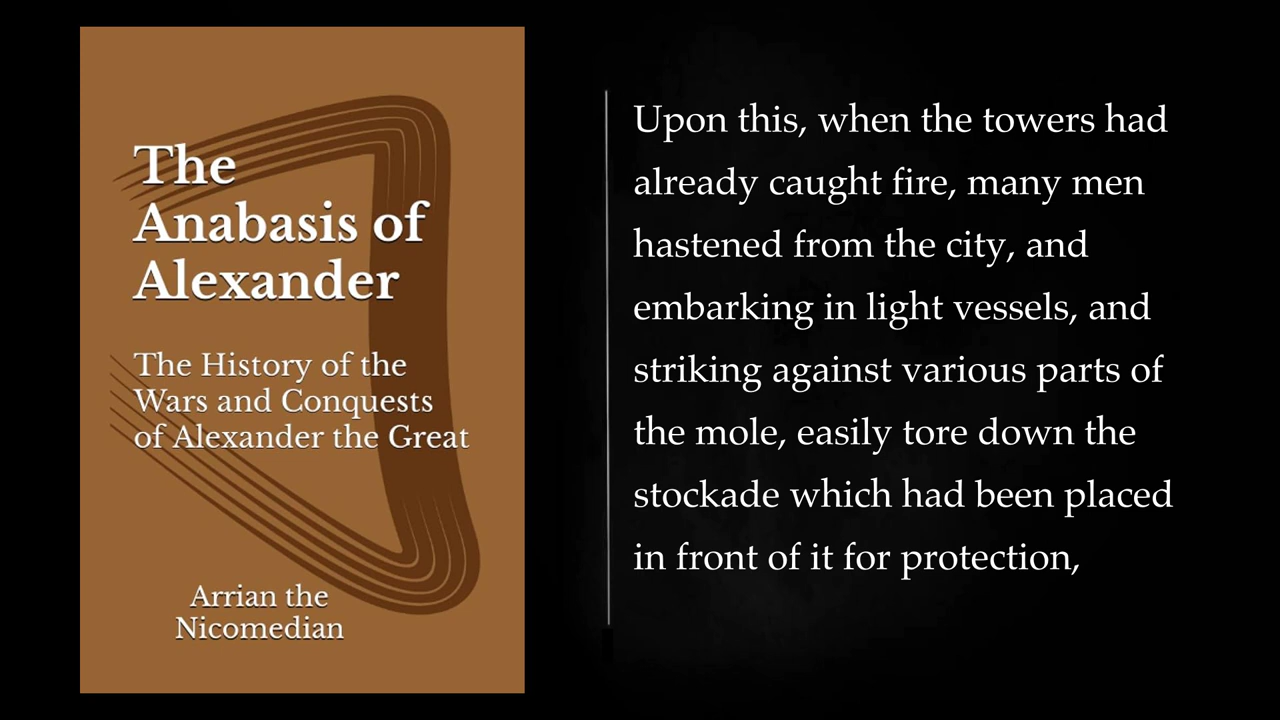 The
Anabasis of
Alexander
The History of the
Wars and Conquests
of Alexander the Great
Arrian the
Nicomedian
Upon this, when the towers had
already caught fire, many men
hastened from the city, and
embarking in light vessels, and
striking against various parts of
the mole, easily tore down the
stockade which had been placed
in front of it for protection,